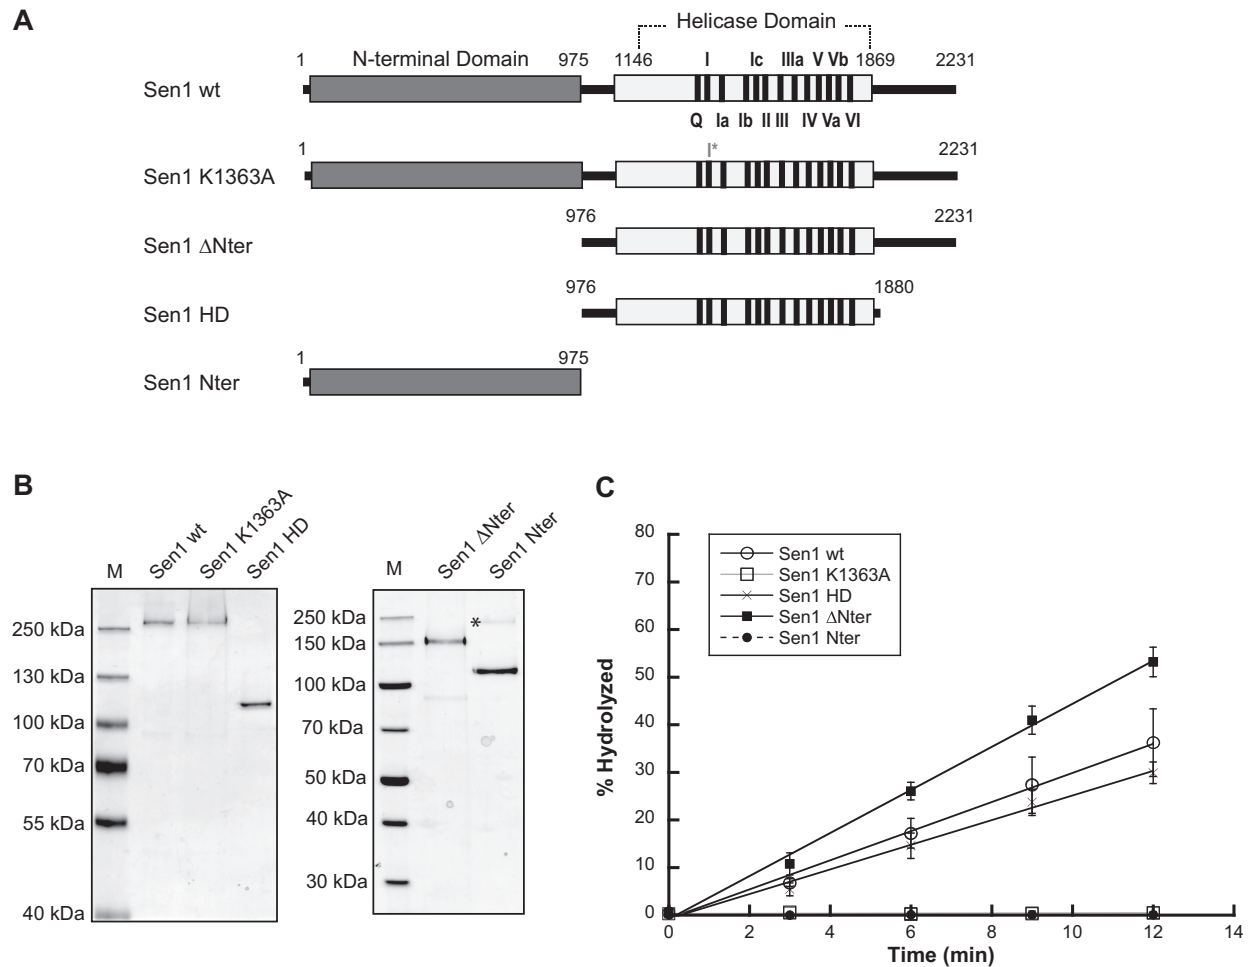 A
Helicase Domain
1 N-terminal Domain 975 1146 I Ic IIIa V Vb 1869 2231
Sen1 wt
Q Ia Ib II III IV Va VI
1 I* 2231
Sen1 K1363A
976 2231
Sen1 ΔNter
976 1880
Sen1 HD
1 975
Sen1 Nter
B
M Sen1 wt Sen1 K1363A Sen1 HD
250 kDa
130 kDa
100 kDa
70 kDa
55 kDa
40 kDa
M Sen1 ΔNter Sen1 Nter
250 kDa *
150 kDa
100 kDa
70 kDa
50 kDa
40 kDa
30 kDa
C
Sen1 wt
Sen1 K1363A
Sen1 HD
Sen1 ΔNter
Sen1 Nter
% Hydrolyzed
80
70
60
50
40
30
20
10
0
0 2 4 6 8 10 12 14
Time (min)